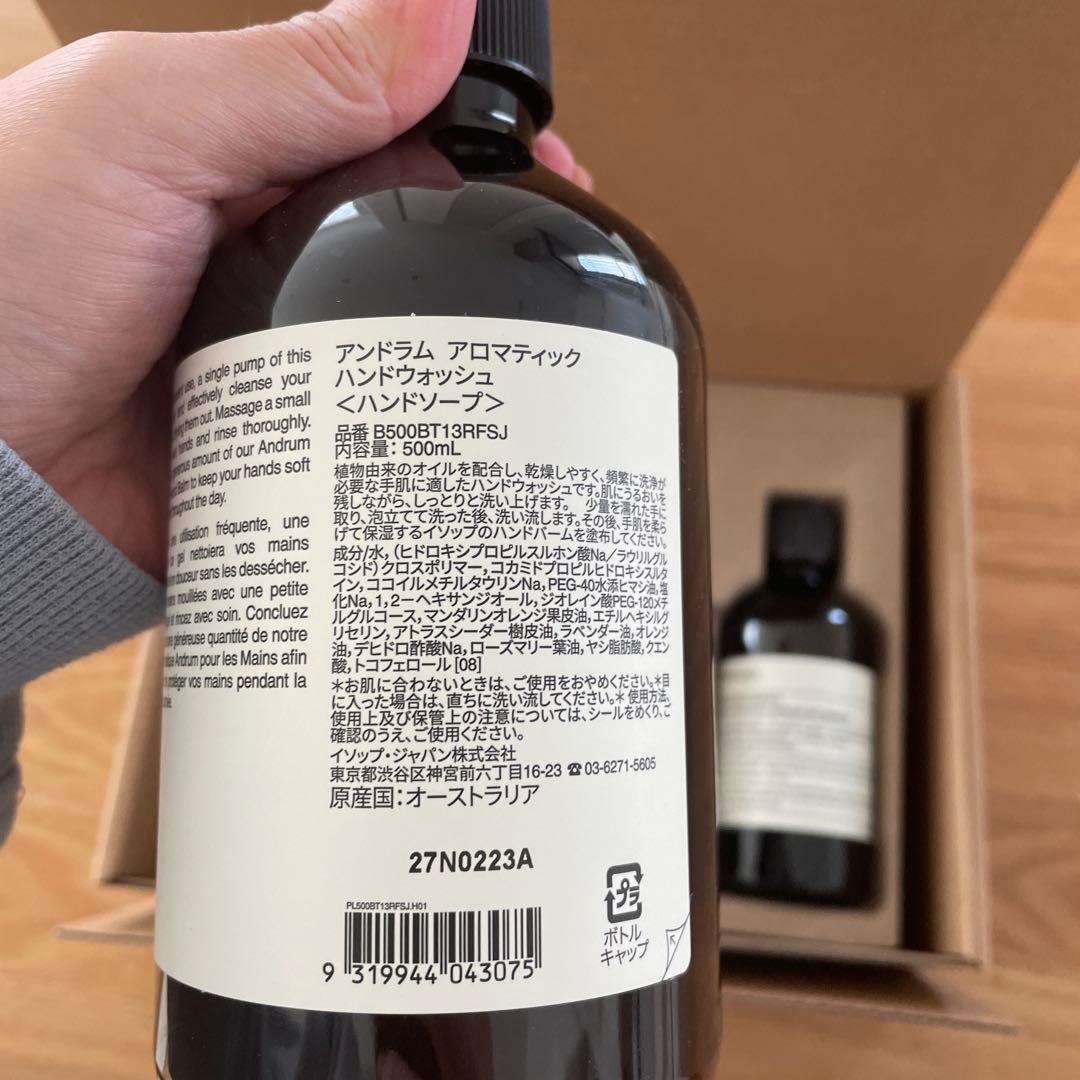 use, a single pump of this
effectively cleanse your
them out. Massage a small
hands and rinse thoroughly.
amount of our Andrum
Balm to keep your hands soft
throughout the day.
utilisation fréquente, une
gel nettoiera vos mains
douceur sans les dessécher.
mouillées avec une petite
et rincez avec soin. Concluez
généreuse quantité de notre
Andrum pour les Mains afin
protéger vos mains pendant la
アンドラム アロマティック
ハンドウォッシュ
<ハンドソープ>
品番 B500BT13RFSJ
内容量:500mL
植物由来のオイルを配合し、乾燥しやすく、頻繁に洗浄が
必要な手肌に適したハンドウォッシュです。肌にうるおいを
残しながら、しっとりと洗い上げます。 少量を濡れた手に
取り、泡立てて洗った後、洗い流します。その後、手肌を柔ら
げて保湿するイソップのハンドバームを塗布してください。
成分/水, (ヒドロキシプロピルスルホン酸Na/ラウリルグル
コシド)クロスポリマー, コカミドプロピルヒドロキシスルタ
イン, ココイルメチルタウリンNa, PEG-40水添ヒマシ油, 塩
化Na, 1, 2-ヘキサンジオール, ジオレイン酸PEG-120メチ
ルグルコース, マンダリンオレンジ果皮油, エチルヘキシルグ
リセリン, アトラスシーダー樹皮油, ラベンダー油, オレンジ
油, デヒドロ酢酸Na, ローズマリー葉油, ヤシ脂肪酸, クエン
酸, トコフェロール [08]
*お肌に合わないときは、ご使用をおやめください。*目
に入った場合は、直ちに洗い流してください。* 使用方法、
使用上及び保管上の注意については、シールをめくり、ご
確認のうえ、ご使用ください。
イソップ・ジャパン株式会社
東京都渋谷区神宮前六丁目16-23 ☎03-6271-5605
原産国:オーストラリア
27N0223A
PL500BT13RFSJ.H01
9 319944 043075
プラ
ボトル
キャップ